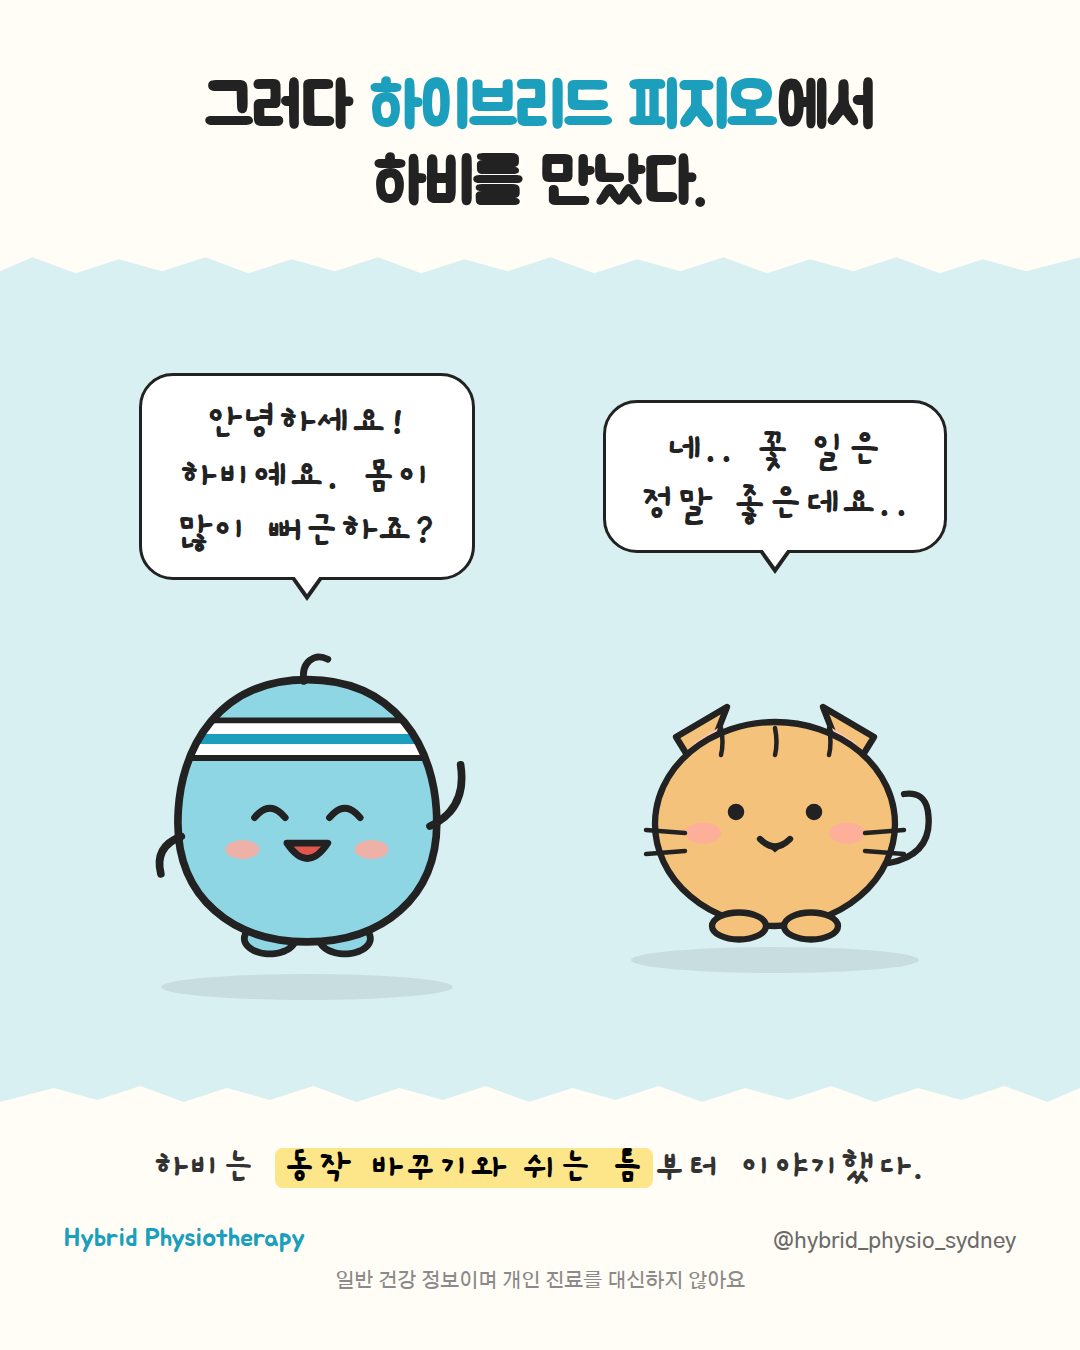 그러다 하이브리드 피지오에서
하비를 만났다.
안녕하세요!
하비예요. 몸이
많이 뻐근하죠?
네.. 꽃 일은
정말 좋은데요..
하비는 동작 바꾸기와 쉬는 틈부터 이야기했다.
Hybrid Physiotherapy
@hybrid_physio_sydney
일반 건강 정보이며 개인 진료를 대신하지 않아요